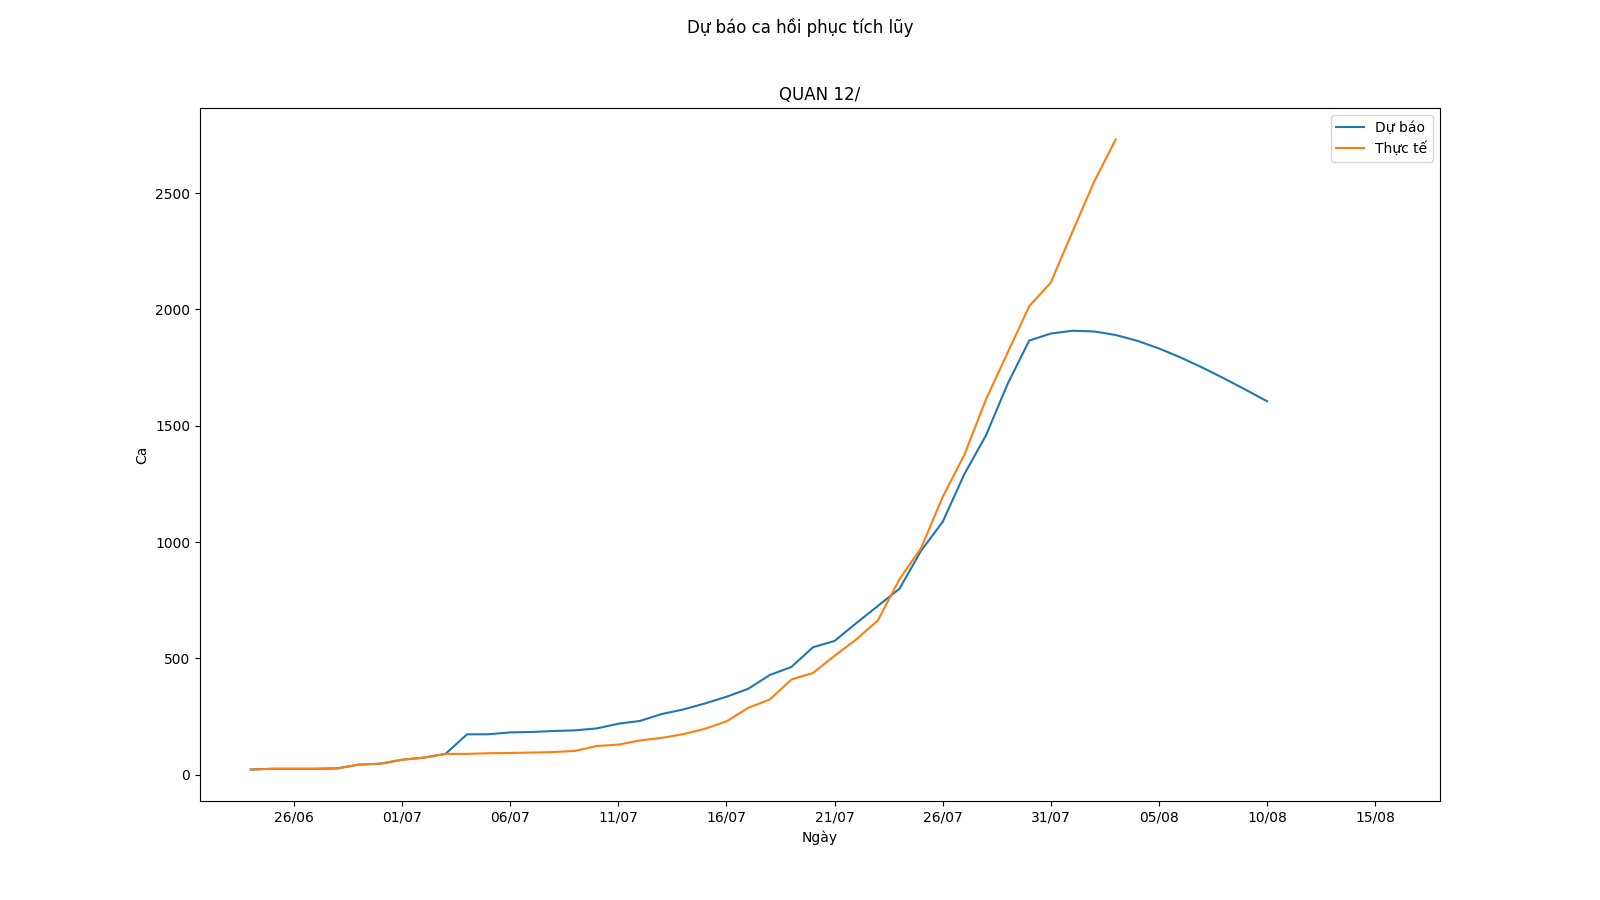 Dự báo ca hồi phục tích lũy
QUAN 12/
Dự báo
Thực tế
2500
2000
1500
1000
500
0
Ca
26/06 01/07 06/07 11/07 16/07 21/07 26/07 31/07 05/08 10/08 15/08
Ngày